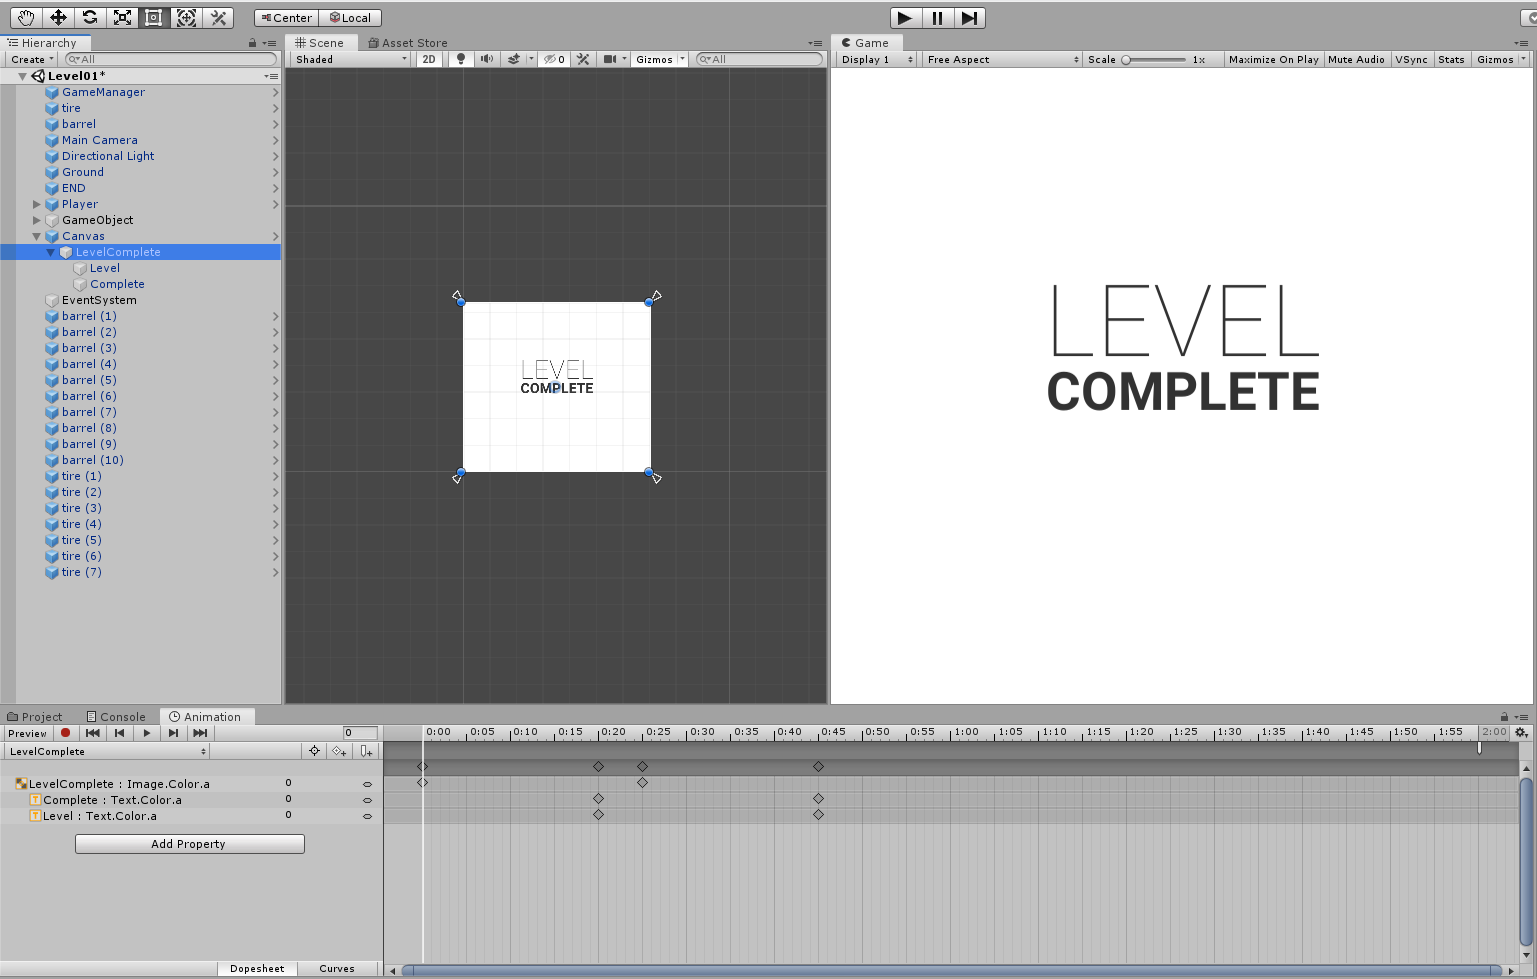 Center Local
Hierarchy
Create All
Level01*
GameManager
tire
barrel
Main Camera
Directional Light
Ground
END
Player
GameObject
Canvas
LevelComplete
Level
Complete
EventSystem
barrel (1)
barrel (2)
barrel (3)
barrel (4)
barrel (5)
barrel (6)
barrel (7)
barrel (8)
barrel (9)
barrel (10)
tire (1)
tire (2)
tire (3)
tire (4)
tire (5)
tire (6)
tire (7)
Scene Asset Store
Shaded 2D 0 Gizmos All
LEVEL
COMPLETE
Game
Display 1 Free Aspect Scale 1x Maximize On Play Mute Audio VSync Stats Gizmos
LEVEL
COMPLETE
Project Console Animation
Preview 0 0:00 0:05 0:10 0:15 0:20 0:25 0:30 0:35 0:40 0:45 0:50 0:55 1:00 1:05 1:10 1:15 1:20 1:25 1:30 1:35 1:40 1:45 1:50 1:55 2:00
LevelComplete
LevelComplete : Image.Color.a 0
Complete : Text.Color.a 0
Level : Text.Color.a 0
Add Property
Dopesheet Curves